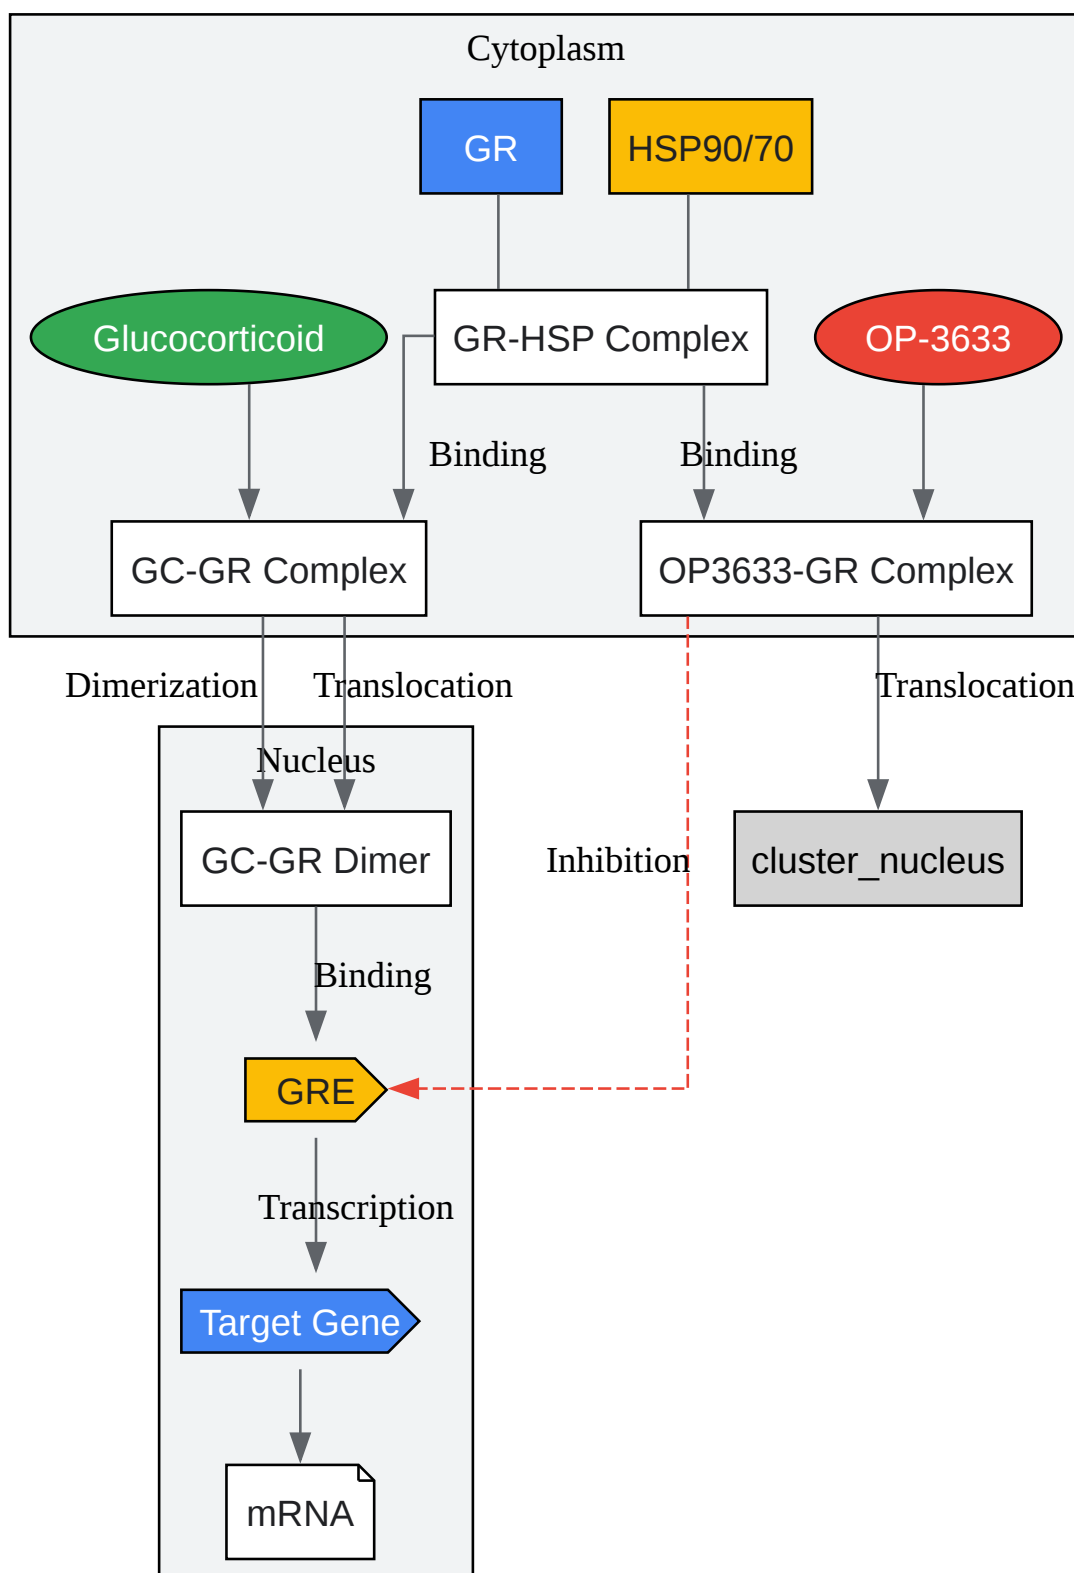 Cytoplasm
GR
HSP90/70
Glucocorticoid
GR-HSP Complex
OP-3633
Binding
Binding
GC-GR Complex
OP3633-GR Complex
Dimerization
Translocation
Translocation
Nucleus
GC-GR Dimer
Inhibition
cluster_nucleus
Binding
GRE
Transcription
Target Gene
mRNA